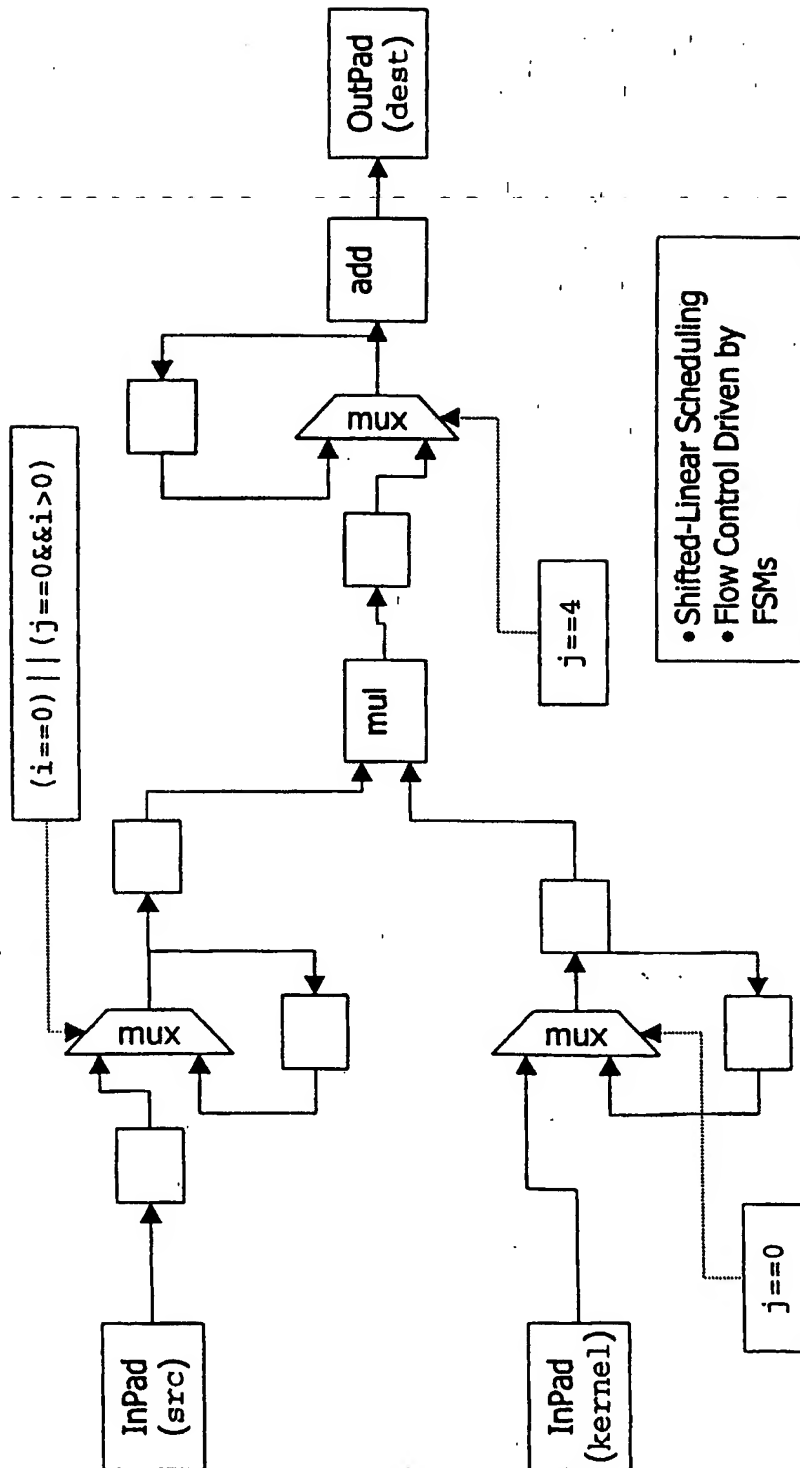 InPad
(src)
InPad
(kernel)
j==0
mux
mux
(i==0)||(j==0&&i>0)
mul
j==4
mux
add
OutPad
(dest)
• Shifted-Linear Scheduling
• Flow Control Driven by
FSMs